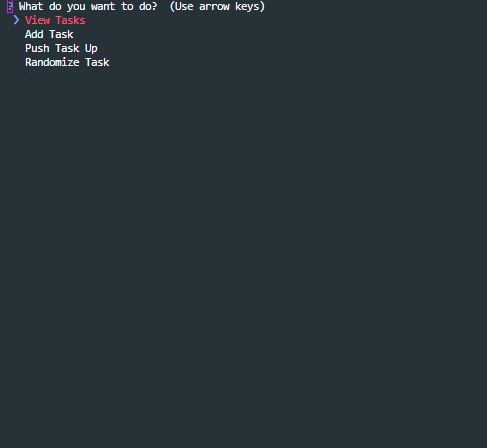 ? What do you want to do?  (Use arrow keys)
❯ View Tasks
Add Task
Push Task Up
Randomize Task